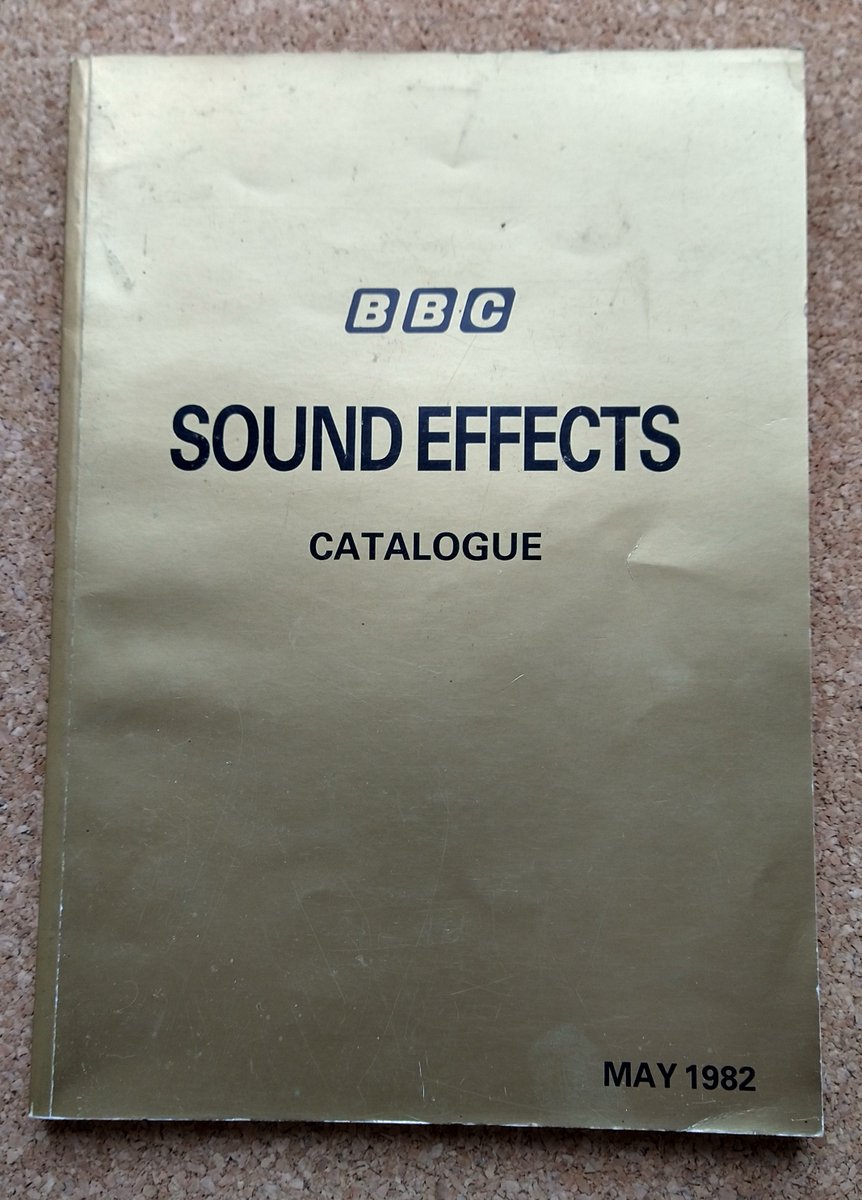 BBC
SOUND EFFECTS
CATALOGUE
MAY 1982